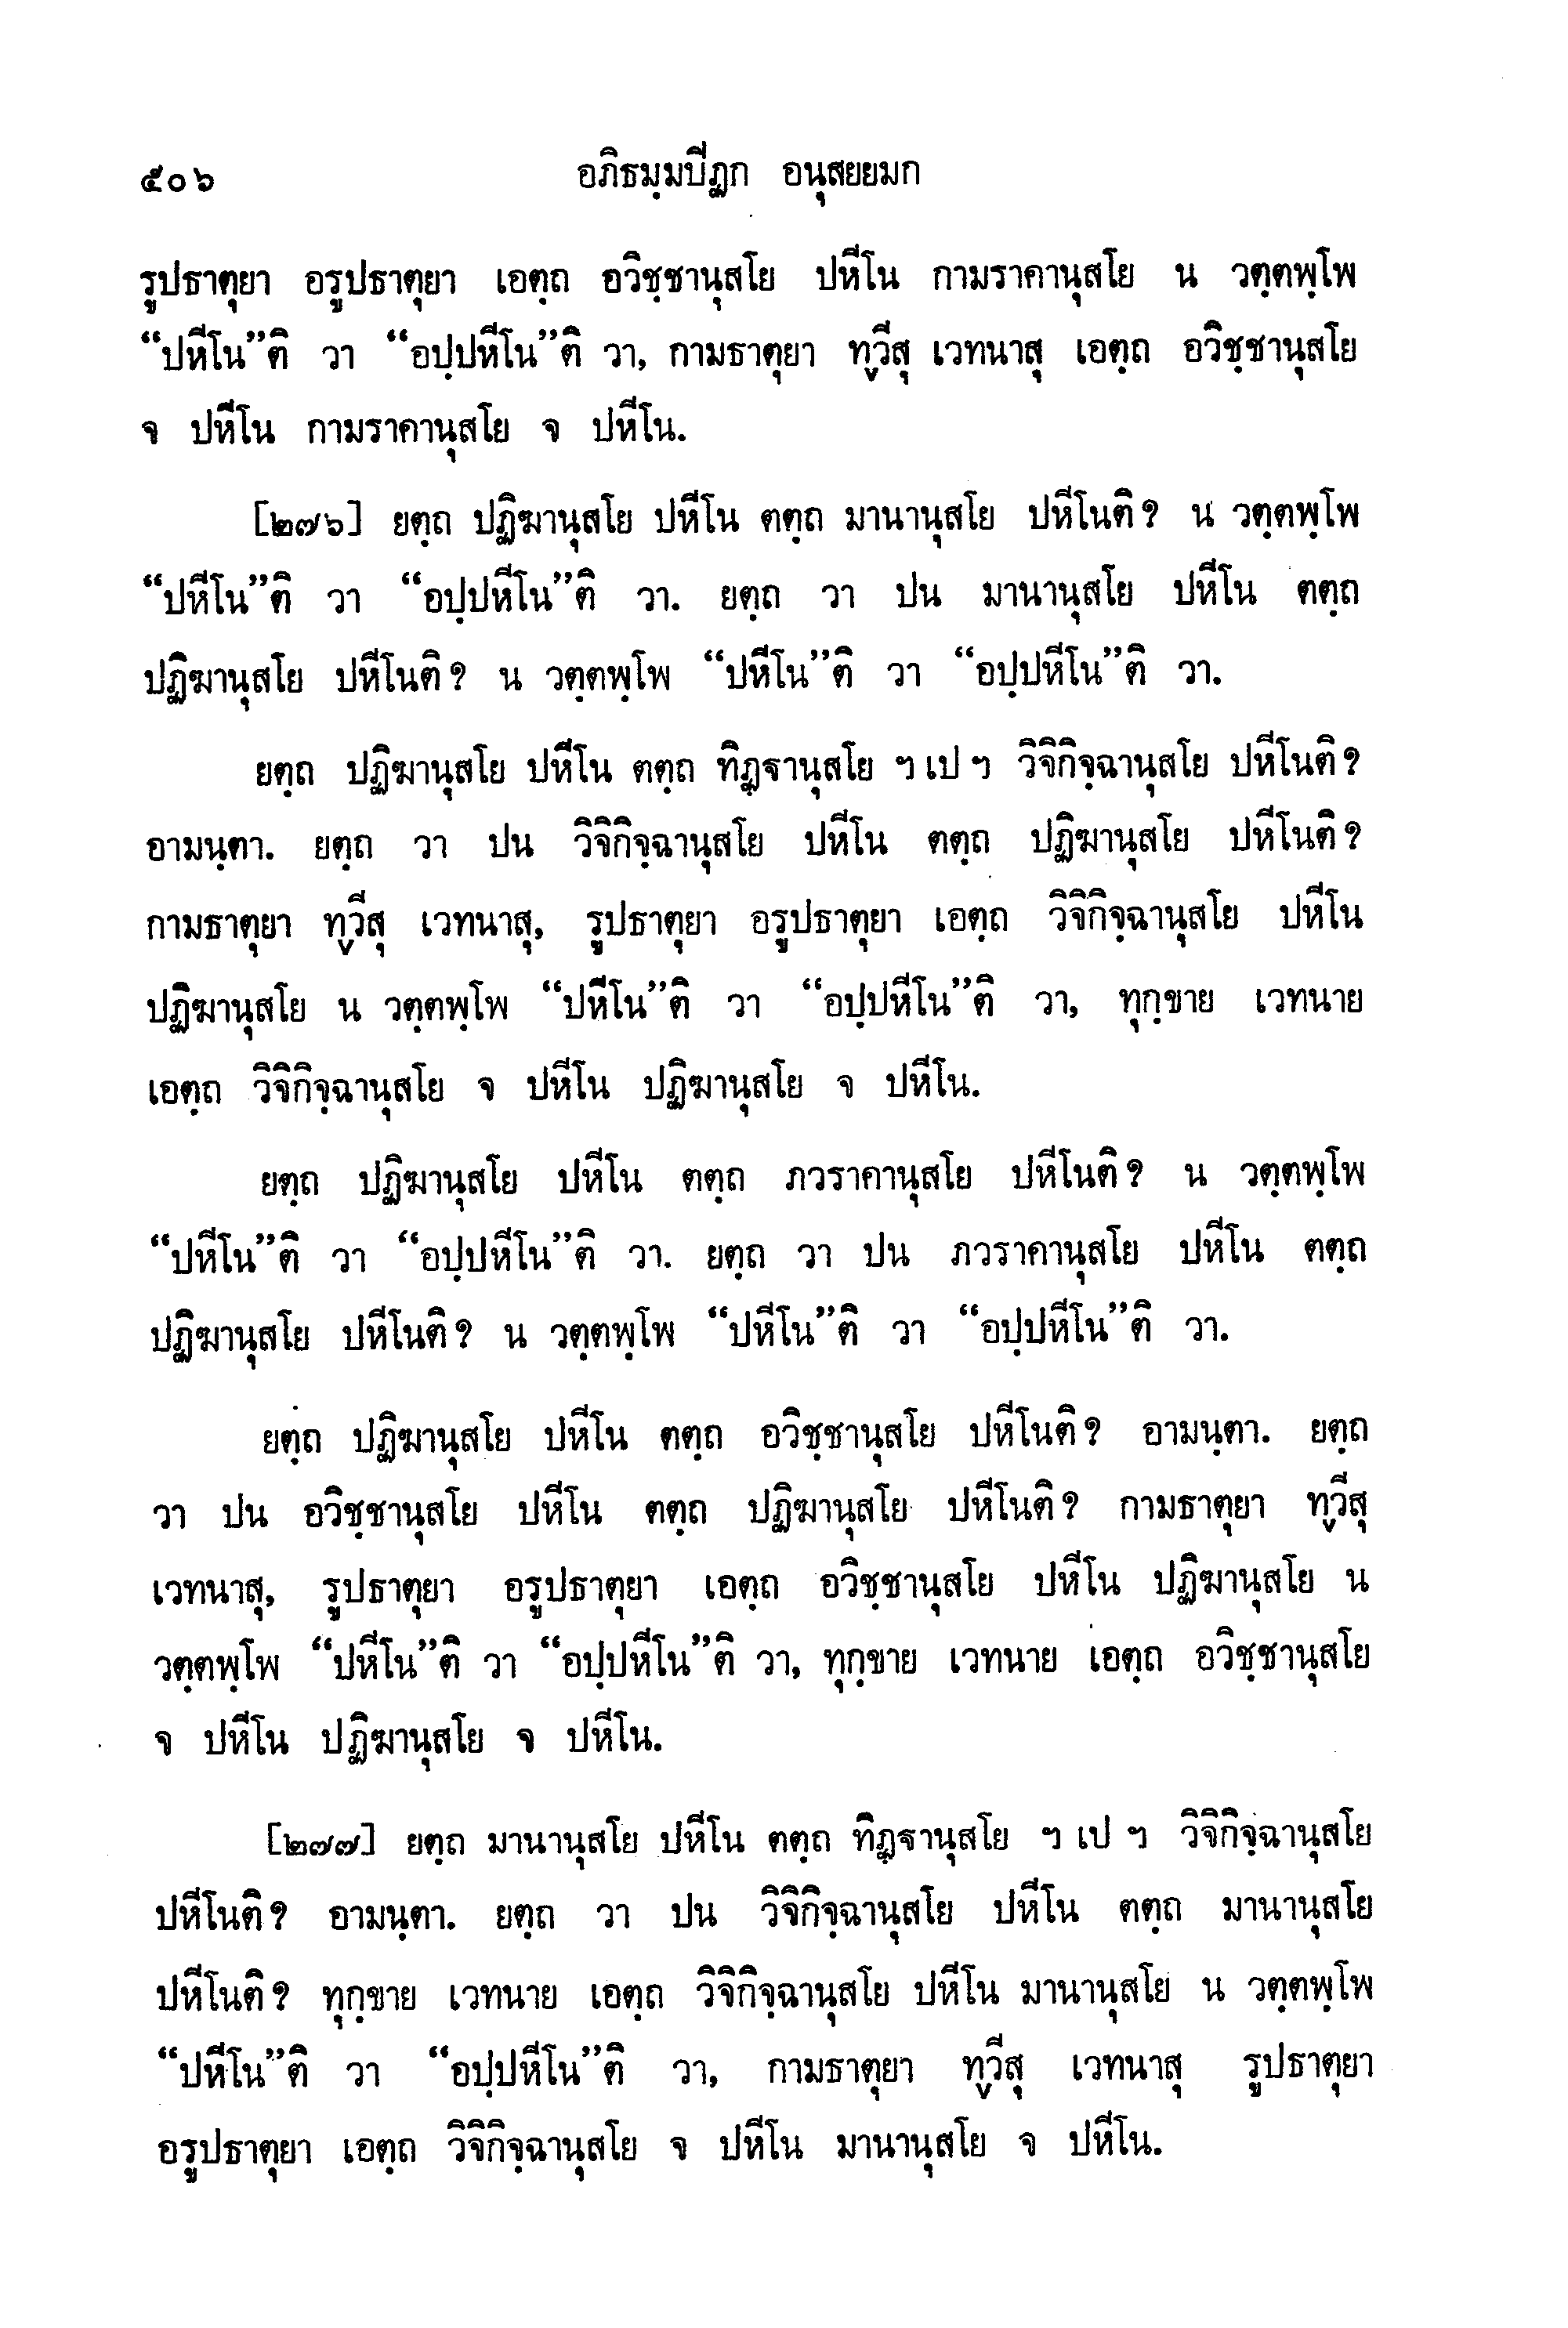 ๕๐๖ อภิธมฺมปีฏก อนุสยยมก
รูปธาตุยา อรูปธาตุยา เอตฺถ อวิชฺชานุสโย ปหีโน กามราคานุสโย น วตฺตพฺโพ
“ปหีโน”ติ วา “อปฺปหีโน”ติ วา, กามธาตุยา ทฺวีสุ เวทนาสุ เอตฺถ อวิชฺชานุสโย
จ ปหีโน กามราคานุสโย จ ปหีโน.
[๒๗๖] ยตฺถ ปฏิฆานุสโย ปหีโน ตตฺถ มานานุสโย ปหีโนติ? น วตฺตพฺโพ
“ปหีโน”ติ วา “อปฺปหีโน”ติ วา. ยตฺถ วา ปน มานานุสโย ปหีโน ตตฺถ
ปฏิฆานุสโย ปหีโนติ? น วตฺตพฺโพ “ปหีโน”ติ วา “อปฺปหีโน”ติ วา.
ยตฺถ ปฏิฆานุสโย ปหีโน ตตฺถ ทิฏฺฐานุสโย ฯ เป ฯ วิจิกิจฺฉานุสโย ปหีโนติ?
อามนฺตา. ยตฺถ วา ปน วิจิกิจฺฉานุสโย ปหีโน ตตฺถ ปฏิฆานุสโย ปหีโนติ?
กามธาตุยา ทฺวีสุ เวทนาสุ, รูปธาตุยา อรูปธาตุยา เอตฺถ วิจิกิจฺฉานุสโย ปหีโน
ปฏิฆานุสโย น วตฺตพฺโพ “ปหีโน”ติ วา “อปฺปหีโน”ติ วา, ทุกฺขาย เวทนาย
เอตฺถ วิจิกิจฺฉานุสโย จ ปหีโน ปฏิฆานุสโย จ ปหีโน.
ยตฺถ ปฏิฆานุสโย ปหีโน ตตฺถ ภวราคานุสโย ปหีโนติ? น วตฺตพฺโพ
“ปหีโน”ติ วา “อปฺปหีโน”ติ วา. ยตฺถ วา ปน ภวราคานุสโย ปหีโน ตตฺถ
ปฏิฆานุสโย ปหีโนติ? น วตฺตพฺโพ “ปหีโน”ติ วา “อปฺปหีโน”ติ วา.
ยตฺถ ปฏิฆานุสโย ปหีโน ตตฺถ อวิชฺชานุสโย ปหีโนติ? อามนฺตา. ยตฺถ
วา ปน อวิชฺชานุสโย ปหีโน ตตฺถ ปฏิฆานุสโย ปหีโนติ? กามธาตุยา ทฺวีสุ
เวทนาสุ, รูปธาตุยา อรูปธาตุยา เอตฺถ อวิชฺชานุสโย ปหีโน ปฏิฆานุสโย น
วตฺตพฺโพ “ปหีโน”ติ วา “อปฺปหีโน”ติ วา, ทุกฺขาย เวทนาย เอตฺถ อวิชฺชานุสโย
จ ปหีโน ปฏิฆานุสโย จ ปหีโน.
[๒๗๗] ยตฺถ มานานุสโย ปหีโน ตตฺถ ทิฏฺฐานุสโย ฯ เป ฯ วิจิกิจฺฉานุสโย
ปหีโนติ? อามนฺตา. ยตฺถ วา ปน วิจิกิจฺฉานุสโย ปหีโน ตตฺถ มานานุสโย
ปหีโนติ? ทุกฺขาย เวทนาย เอตฺถ วิจิกิจฺฉานุสโย ปหีโน มานานุสโย น วตฺตพฺโพ
“ปหีโน”ติ วา “อปฺปหีโน”ติ วา, กามธาตุยา ทฺวีสุ เวทนาสุ รูปธาตุยา
อรูปธาตุยา เอตฺถ วิจิกิจฺฉานุสโย จ ปหีโน มานานุสโย จ ปหีโน.